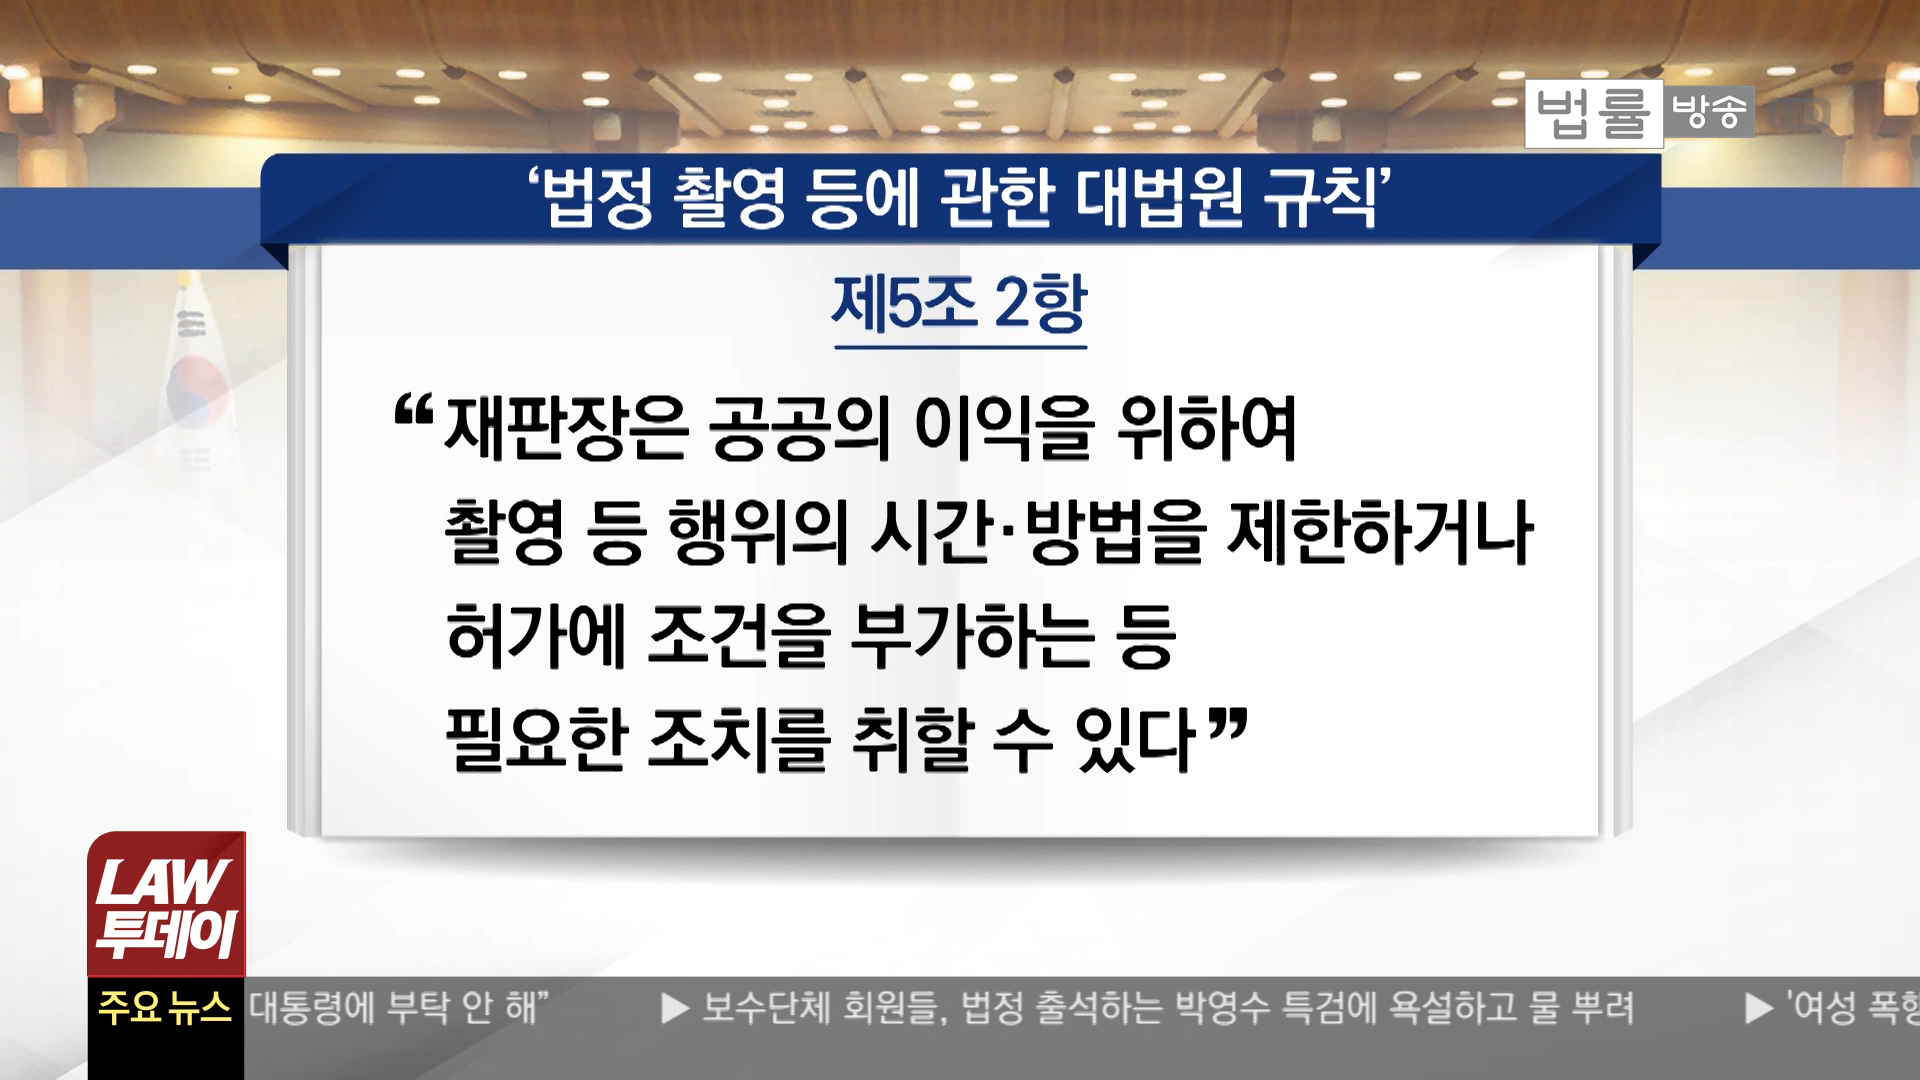 법률방송
'법정 촬영 등에 관한 대법원 규칙'
제5조 2항
“재판장은 공공의 이익을 위하여
촬영 등 행위의 시간·방법을 제한하거나
허가에 조건을 부가하는 등
필요한 조치를 취할 수 있다”
LAW
투데이
주요뉴스
대통령에 부탁 안 해” ▶ 보수단체 회원들, 법정 출석하는 박영수 특검에 욕설하고 물 뿌려 ▶ '여성 폭행